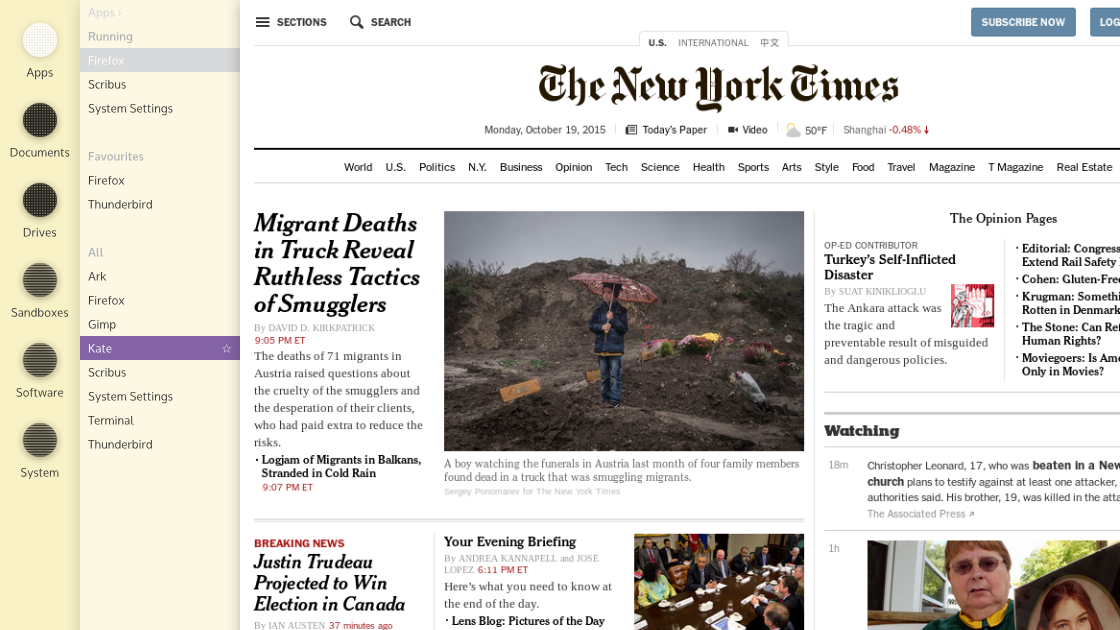 Apps
Documents
Drives
Sandboxes
Software
System
Apps ›
Running
Firefox
Scribus
System Settings
Favourites
Firefox
Thunderbird
All
Ark
Firefox
Gimp
Kate ☆
Scribus
System Settings
Terminal
Thunderbird
SECTIONS SEARCH SUBSCRIBE NOW LOG
U.S. INTERNATIONAL 中文
The New York Times
Monday, October 19, 2015 Today's Paper Video 50°F Shanghai -0.48%
World U.S. Politics N.Y. Business Opinion Tech Science Health Sports Arts Style Food Travel Magazine T Magazine Real Estate
Migrant Deaths
in Truck Reveal
Ruthless Tactics
of Smugglers
By DAVID D. KIRKPATRICK
9:05 PM ET
The deaths of 71 migrants in
Austria raised questions about
the cruelty of the smugglers and
the desperation of their clients,
who had paid extra to reduce the
risks.
· Logjam of Migrants in Balkans,
Stranded in Cold Rain
9:07 PM ET
A boy watching the funerals in Austria last month of four family members
found dead in a truck that was smuggling migrants.
Sergey Ponomarev for The New York Times
BREAKING NEWS
Justin Trudeau
Projected to Win
Election in Canada
By IAN AUSTEN 37 minutes ago
Your Evening Briefing
By ANDREA KANNAPELL and JOSE
LOPEZ 6:11 PM ET
Here's what you need to know at
the end of the day.
· Lens Blog: Pictures of the Day
The Opinion Pages
OP-ED CONTRIBUTOR
Turkey's Self-Inflicted
Disaster
By SUAT KINIKLIOGLU
The Ankara attack was
the tragic and
preventable result of misguided
and dangerous policies.
· Editorial: Congress
Extend Rail Safety
· Cohen: Gluten-Free
· Krugman: Somethi
Rotten in Denmark
· The Stone: Can Ref
Human Rights?
· Moviegoers: Is Ame
Only in Movies?
Watching
18m
Christopher Leonard, 17, who was beaten in a New
church plans to testify against at least one attacker,
authorities said. His brother, 19, was killed in the atta
The Associated Press
1h